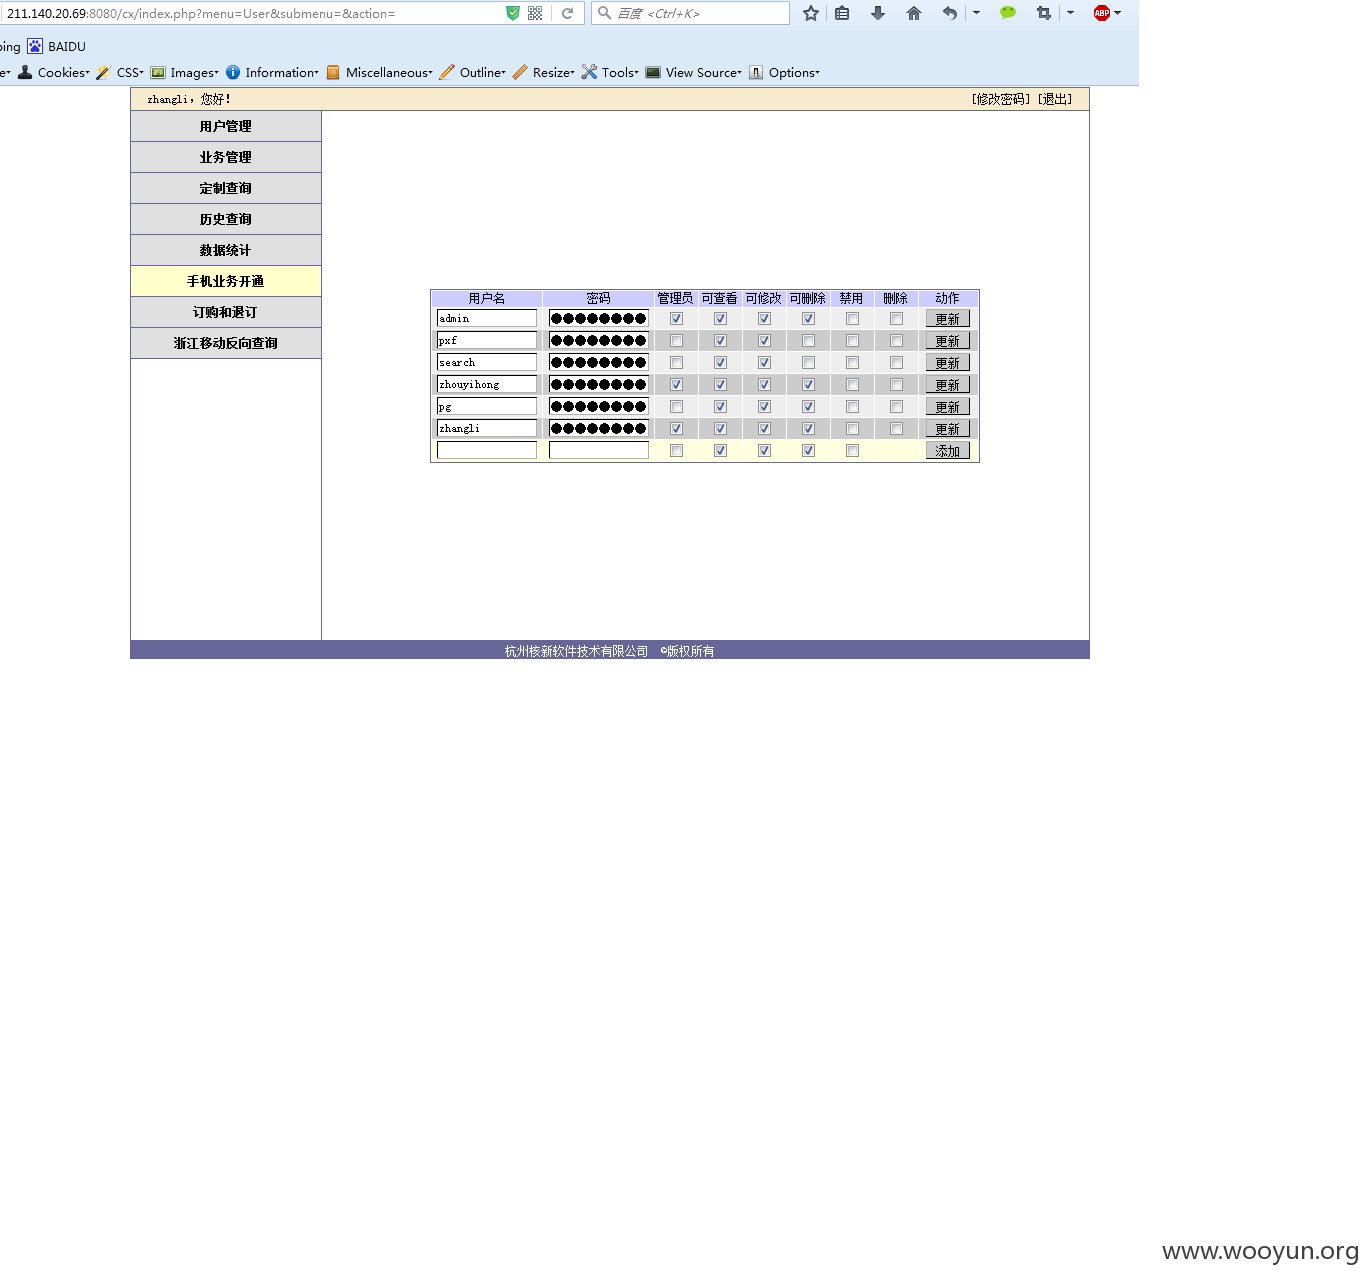 211.140.20.69:8080/cx/index.php?menu=User&submenu=&action= 百度 <Ctrl+K> ABP
ping BAIDU
e Cookies CSS Images Information Miscellaneous Outline Resize Tools View Source Options
zhangli，您好！ [修改密码] [退出]
用户管理
业务管理
定制查询
历史查询
数据统计
手机业务开通
订购和退订
浙江移动反向查询
用户名 密码 管理员 可查看 可修改 可删除 禁用 删除 动作
admin ●●●●●●●● 更新
pxf ●●●●●●●● 更新
search ●●●●●●●● 更新
zhouyihong ●●●●●●●● 更新
pg ●●●●●●●● 更新
zhangli ●●●●●●●● 更新
添加
杭州核新软件技术有限公司 ©版权所有
www.wooyun.org